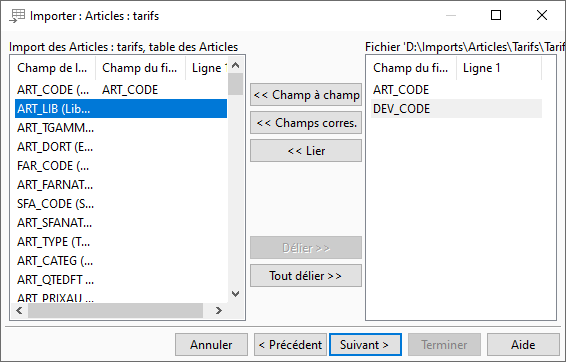 Importer : Articles : tarifs
Import des Articles : tarifs, table des Articles
Fichier 'D:\Imports\Articles\Tarifs\Tarif
Champ de l... Champ du fi... Ligne 1
ART_CODE (... ART_CODE
ART_LIB (Lib...
ART_TGAMM...
ART_DORT (E...
FAR_CODE (...
ART_FARNAT...
SFA_CODE (S...
ART_SFANAT...
ART_TYPE (T...
ART_CATEG (...
ART_QTEDFT ...
ART_PRIXAU ...
<< Champ à champ
<< Champs corres.
<< Lier
Délier >>
Tout délier >>
Champ du fi... Ligne 1
ART_CODE
DEV_CODE
Annuler
< Précédent
Suivant >
Terminer
Aide